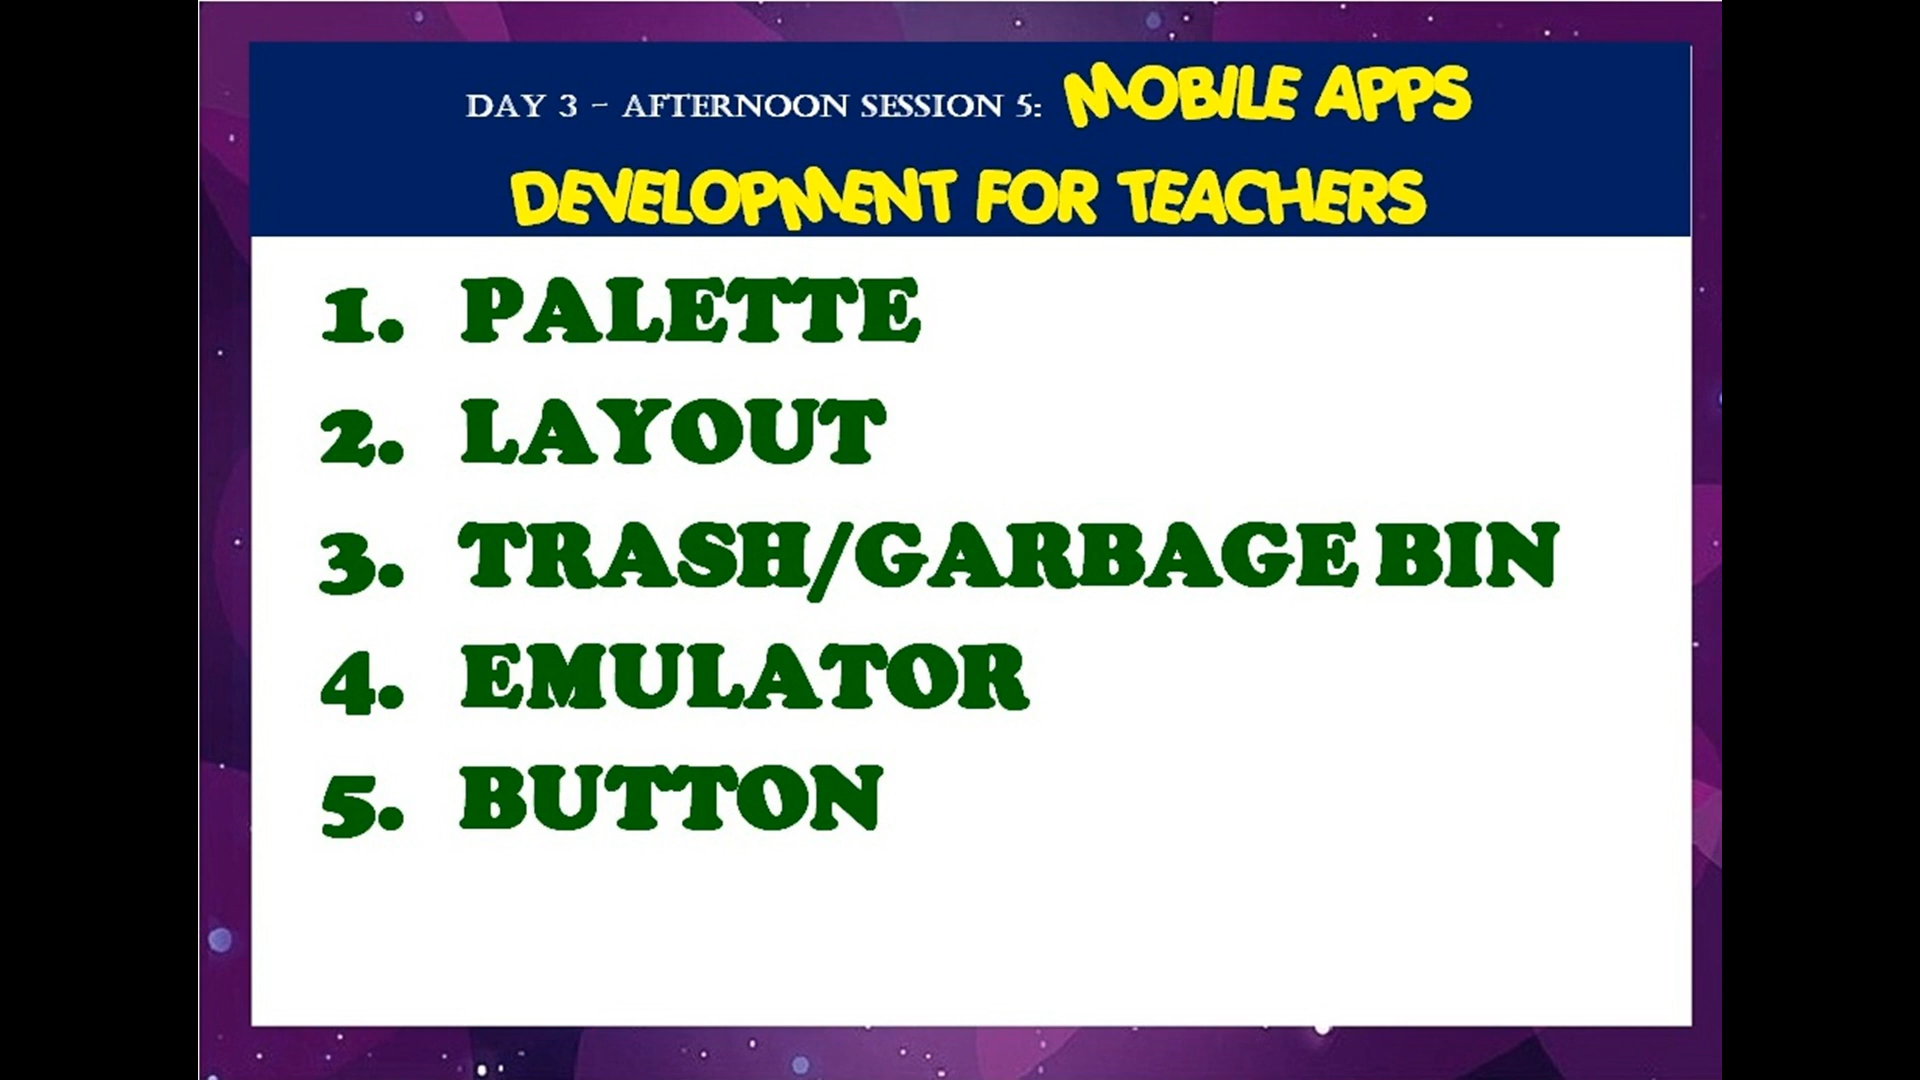 DAY 3 – AFTERNOON SESSION 5: MOBILE APPS
DEVELOPMENT FOR TEACHERS
1. PALETTE
2. LAYOUT
3. TRASH/GARBAGE BIN
4. EMULATOR
5. BUTTON